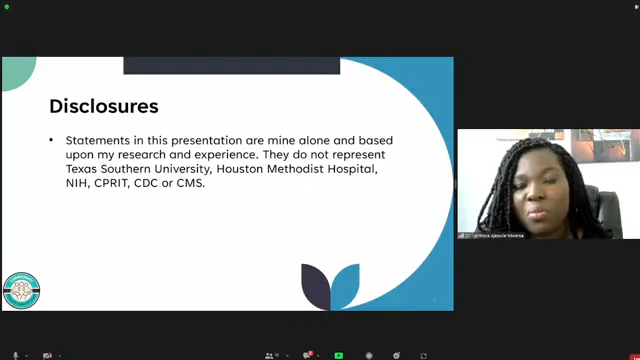 Disclosures
• Statements in this presentation are mine alone and based
upon my research and experience. They do not represent
Texas Southern University, Houston Methodist Hospital,
NIH, CPRIT, CDC or CMS.